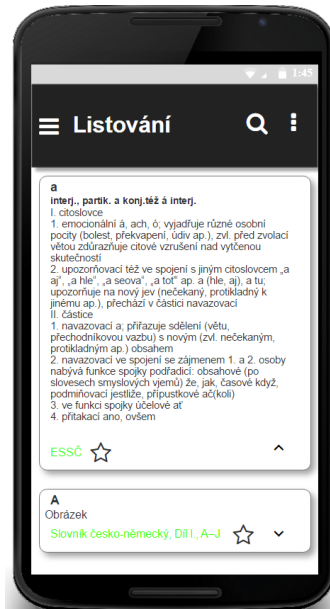 1:45
Listování
a
interj., partik. a konj.též á interj.
I. citoslovce
1. emocionální á, ach, ó; vyjadřuje různé osobní
pocity (bolest, překvapení, údiv ap.), zvl. před zvolací
větou zdůrazňuje citové vzrušení nad vytčenou
skutečností
2. upozorňovací též ve spojení s jiným citoslovcem „a
aj“, „a hle“, „a seova“, „a tot“ ap. a (hle, aj), a tu;
upozorňuje na nový jev (nečekaný, protikladný k
jinému ap.), přechází v částici navazovací
II. částice
1. navazovací a; přiřazuje sdělení (větu,
přechodníkovou vazbu) s novým (zvl. nečekaným,
protikladným ap.) obsahem
2. navazovací ve spojení se zájmenem 1. a 2. osoby
nabývá funkce spojky podřadicí: obsahové (po
slovesech smyslových vjemů) že, jak, časové když,
podmiňovací jestliže, přípustkové ač(koli)
3. ve funkci spojky účelové ať
4. přitakací ano, ovšem
ESSČ
A
Obrázek
Slovník česko-německý, Díl I., A–J